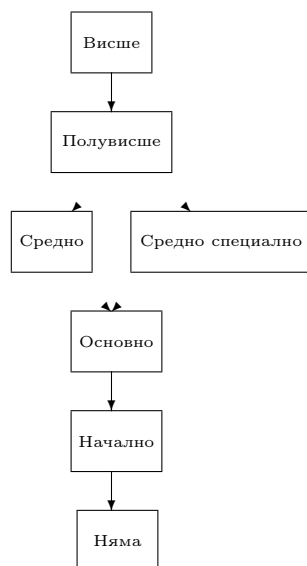 Висше
Полувисше
Средно
Средно специално
Основно
Начално
Няма